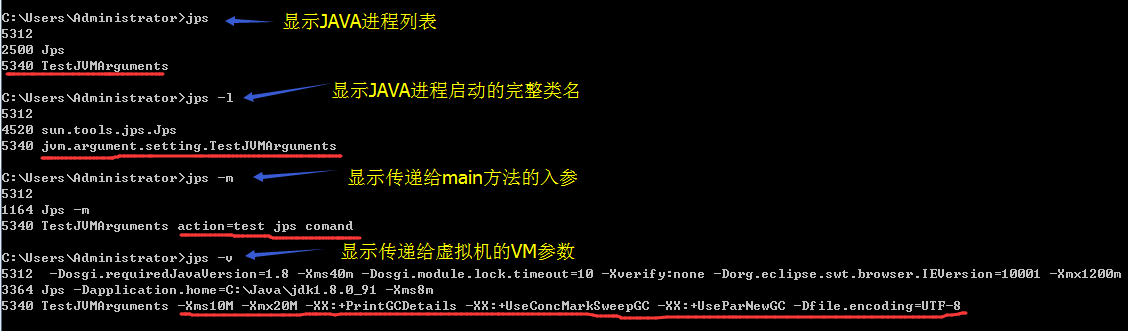 C:\Users\Administrator>jps 显示JAVA进程列表
5312
2500 Jps
5340 TestJVMArguments
C:\Users\Administrator>jps -l 显示JAVA进程启动的完整类名
5312
4520 sun.tools.jps.Jps
5340 jvm.argument.setting.TestJVMArguments
C:\Users\Administrator>jps -m 显示传递给main方法的入参
5312
1164 Jps -m
5340 TestJVMArguments action=test jps comand
C:\Users\Administrator>jps -v 显示传递给虚拟机的VM参数
5312  -Dosgi.requiredJavaVersion=1.8 -Xms40m -Dosgi.module.lock.timeout=10 -Xverify:none -Dorg.eclipse.swt.browser.IEVersion=10001 -Xmx1200m
3364 Jps -Dapplication.home=C:\Java\jdk1.8.0_91 -Xms8m
5340 TestJVMArguments -Xms10M -Xmx20M -XX:+PrintGCDetails -XX:+UseConcMarkSweepGC -XX:+UseParNewGC -Dfile.encoding=UTF-8